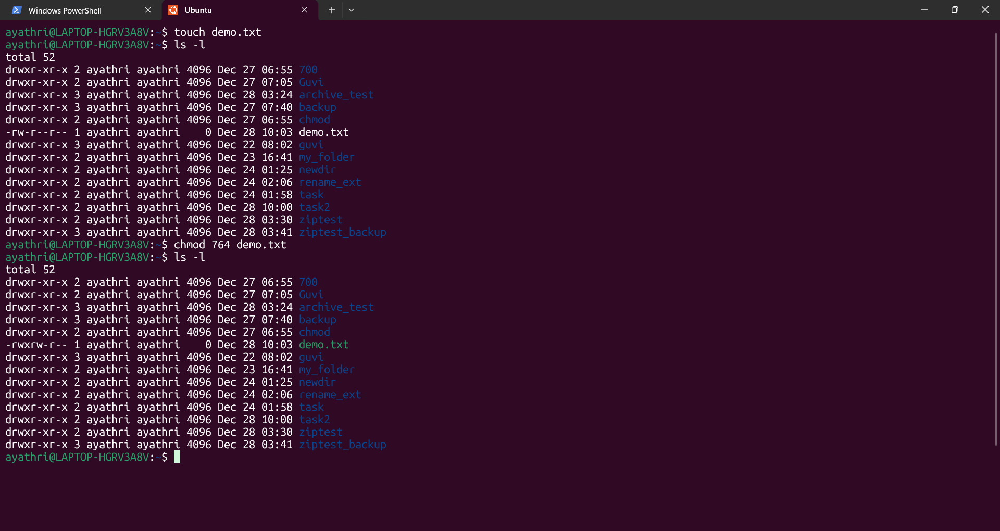 Windows PowerShell
Ubuntu
ayathri@LAPTOP-HGRV3A8V:~$ touch demo.txt
ayathri@LAPTOP-HGRV3A8V:~$ ls -l
total 52
drwxr-xr-x 2 ayathri ayathri 4096 Dec 27 06:55 700
drwxr-xr-x 2 ayathri ayathri 4096 Dec 27 07:05 Guvi
drwxr-xr-x 3 ayathri ayathri 4096 Dec 28 03:24 archive_test
drwxr-xr-x 3 ayathri ayathri 4096 Dec 27 07:40 backup
drwxr-xr-x 2 ayathri ayathri 4096 Dec 27 06:55 chmod
-rw-r--r-- 1 ayathri ayathri    0 Dec 28 10:03 demo.txt
drwxr-xr-x 3 ayathri ayathri 4096 Dec 22 08:02 guvi
drwxr-xr-x 2 ayathri ayathri 4096 Dec 23 16:41 my_folder
drwxr-xr-x 2 ayathri ayathri 4096 Dec 24 01:25 newdir
drwxr-xr-x 2 ayathri ayathri 4096 Dec 24 02:06 rename_ext
drwxr-xr-x 2 ayathri ayathri 4096 Dec 24 01:58 task
drwxr-xr-x 2 ayathri ayathri 4096 Dec 28 10:00 task2
drwxr-xr-x 2 ayathri ayathri 4096 Dec 28 03:30 ziptest
drwxr-xr-x 3 ayathri ayathri 4096 Dec 28 03:41 ziptest_backup
ayathri@LAPTOP-HGRV3A8V:~$ chmod 764 demo.txt
ayathri@LAPTOP-HGRV3A8V:~$ ls -l
total 52
drwxr-xr-x 2 ayathri ayathri 4096 Dec 27 06:55 700
drwxr-xr-x 2 ayathri ayathri 4096 Dec 27 07:05 Guvi
drwxr-xr-x 3 ayathri ayathri 4096 Dec 28 03:24 archive_test
drwxr-xr-x 3 ayathri ayathri 4096 Dec 27 07:40 backup
drwxr-xr-x 2 ayathri ayathri 4096 Dec 27 06:55 chmod
-rwxrw-r-- 1 ayathri ayathri    0 Dec 28 10:03 demo.txt
drwxr-xr-x 3 ayathri ayathri 4096 Dec 22 08:02 guvi
drwxr-xr-x 2 ayathri ayathri 4096 Dec 23 16:41 my_folder
drwxr-xr-x 2 ayathri ayathri 4096 Dec 24 01:25 newdir
drwxr-xr-x 2 ayathri ayathri 4096 Dec 24 02:06 rename_ext
drwxr-xr-x 2 ayathri ayathri 4096 Dec 24 01:58 task
drwxr-xr-x 2 ayathri ayathri 4096 Dec 28 10:00 task2
drwxr-xr-x 2 ayathri ayathri 4096 Dec 28 03:30 ziptest
drwxr-xr-x 3 ayathri ayathri 4096 Dec 28 03:41 ziptest_backup
ayathri@LAPTOP-HGRV3A8V:~$